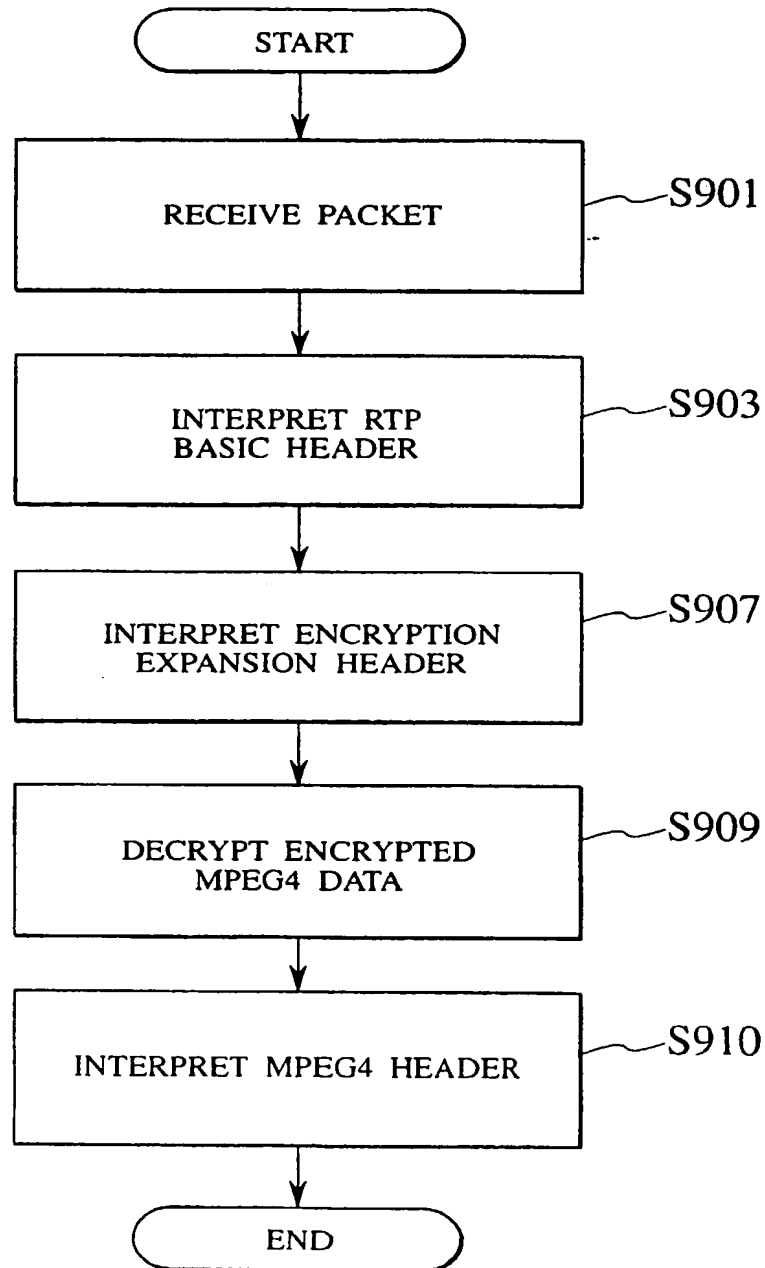 START
RECEIVE PACKET
S901
INTERPRET RTP
BASIC HEADER
S903
INTERPRET ENCRYPTION
EXPANSION HEADER
S907
DECRYPT ENCRYPTED
MPEG4 DATA
S909
INTERPRET MPEG4 HEADER
S910
END